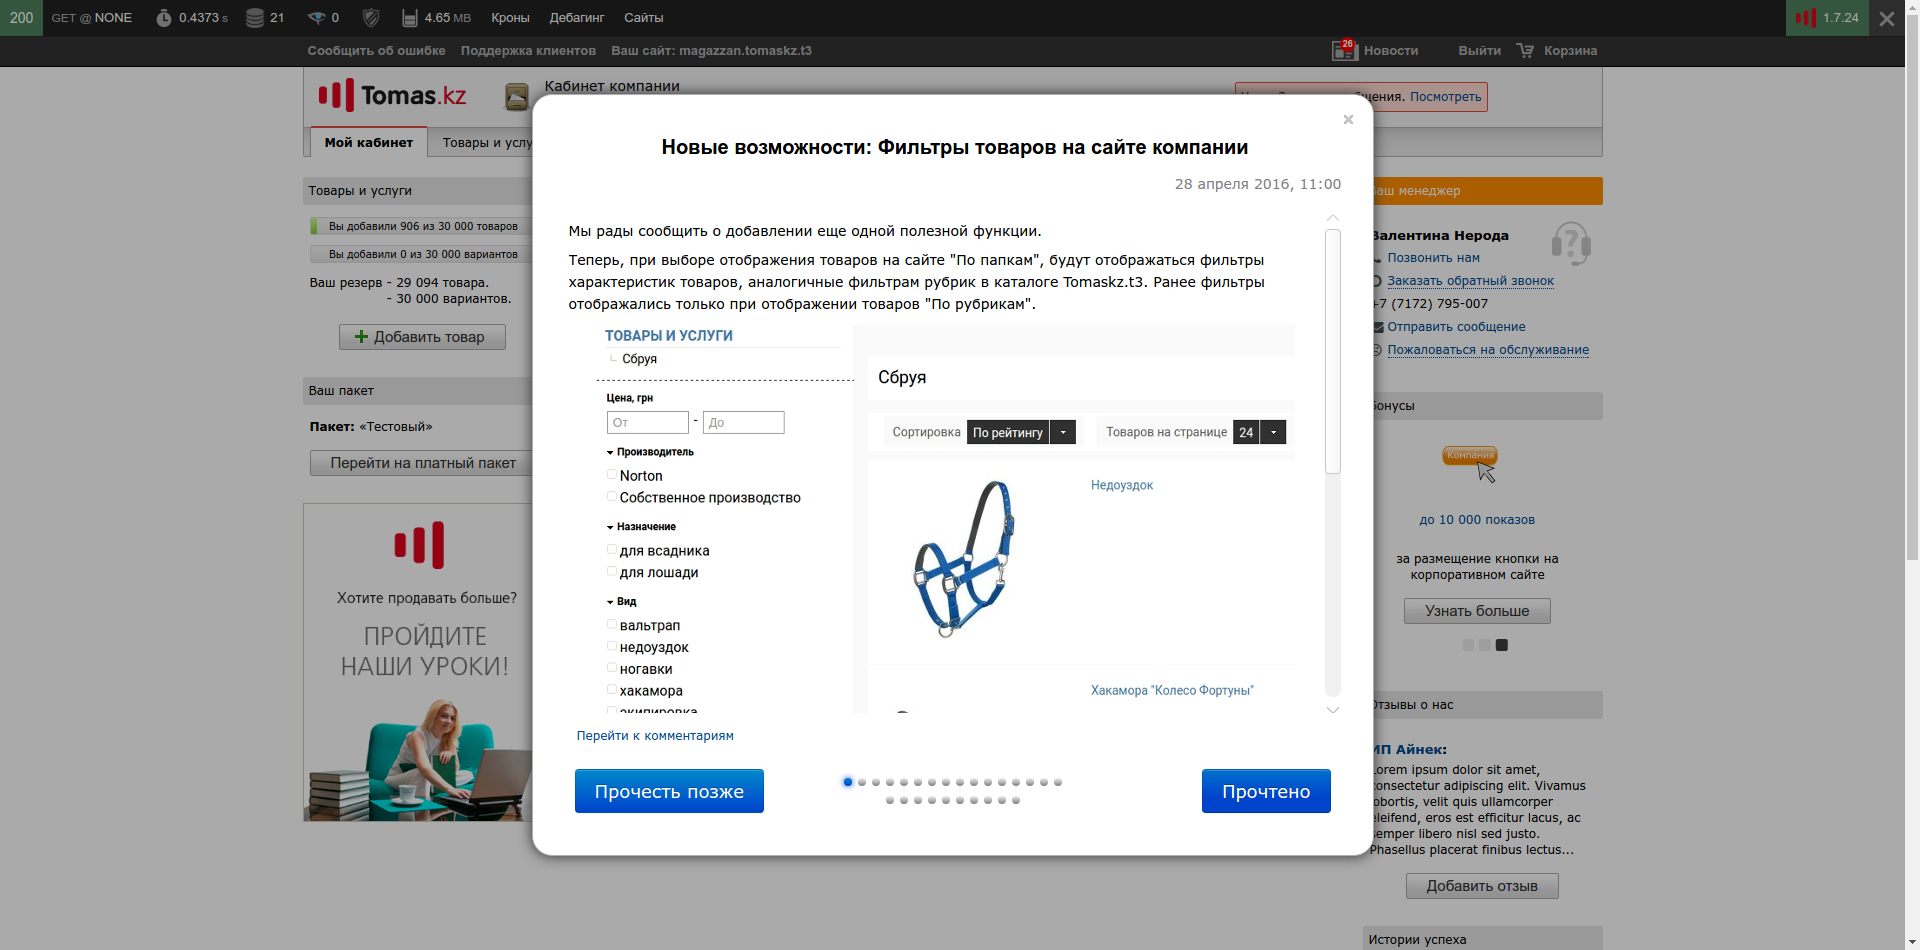 200 GET @ NONE 0.4373 s 21 0 4.65 MB Кроны Дебагинг Сайты 1.7.24
Сообщить об ошибке Поддержка клиентов Ваш сайт: magazzan.tomaskz.t3 26 Новости Выйти Корзина
Tomas.kz
Кабинет компании
Посмотреть
Мой кабинет
Товары и услу
Товары и услуги
Вы добавили 906 из 30 000 товаров
Вы добавили 0 из 30 000 вариантов
Ваш резерв - 29 094 товара.
- 30 000 вариантов.
Добавить товар
Ваш пакет
Пакет: «Тестовый»
Перейти на платный пакет
Хотите продавать больше?
ПРОЙДИТЕ
НАШИ УРОКИ!
Новые возможности: Фильтры товаров на сайте компании
28 апреля 2016, 11:00
Мы рады сообщить о добавлении еще одной полезной функции.
Теперь, при выборе отображения товаров на сайте "По папкам", будут отображаться фильтры
характеристик товаров, аналогичные фильтрам рубрик в каталоге Tomaskz.t3. Ранее фильтры
отображались только при отображении товаров "По рубрикам".
ТОВАРЫ И УСЛУГИ
Сбруя
Цена, грн
От - До
Производитель
Norton
Собственное производство
Назначение
для всадника
для лошади
Вид
вальтрап
недоуздок
ногавки
хакамора
экипировка
Сбруя
Сортировка По рейтингу Товаров на странице 24
Недоуздок
Хакамора "Колесо Фортуны"
Перейти к комментариям
Прочесть позже
Прочтено
аш менеджер
Валентина Нерода
Позвонить нам
Заказать обратный звонок
+7 (7172) 795-007
Отправить сообщение
Пожаловаться на обслуживание
Бонусы
Компания
до 10 000 показов
за размещение кнопки на
корпоративном сайте
Узнать больше
Отзывы о нас
ИП Айнек:
Lorem ipsum dolor sit amet,
consectetur adipiscing elit. Vivamus
lobortis, velit quis ullamcorper
eleifend, eros est efficitur lacus, ac
semper libero nisl sed justo.
Phasellus placerat finibus lectus...
Добавить отзыв
Истории успеха